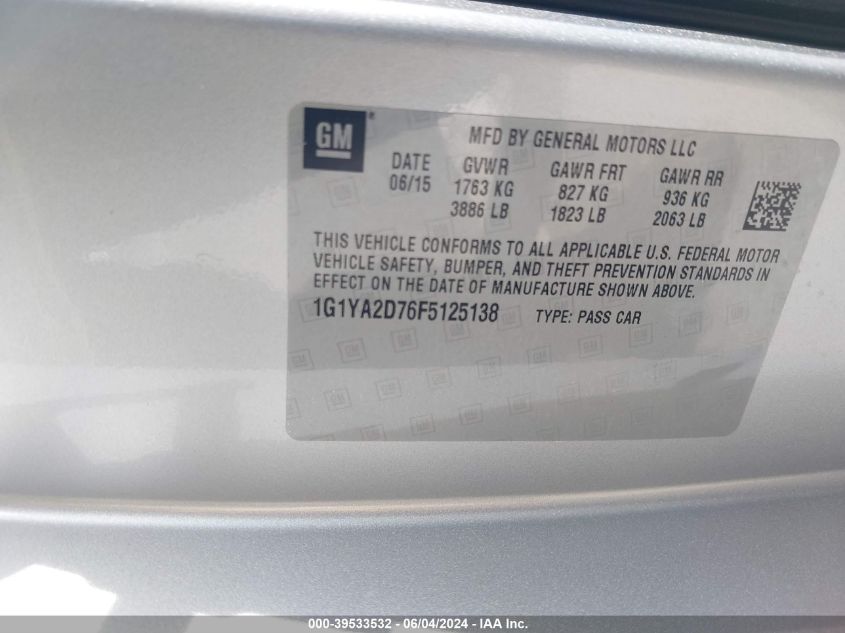 GM
MFD BY GENERAL MOTORS LLC
DATE GVWR GAWR FRT GAWR RR
06/15 1763 KG 827 KG 936 KG
3886 LB 1823 LB 2063 LB
THIS VEHICLE CONFORMS TO ALL APPLICABLE U.S. FEDERAL MOTOR
VEHICLE SAFETY, BUMPER, AND THEFT PREVENTION STANDARDS IN
EFFECT ON THE DATE OF MANUFACTURE SHOWN ABOVE.
1G1YA2D76F5125138 TYPE: PASS CAR
000-39533532 - 06/04/2024 - IAA Inc.